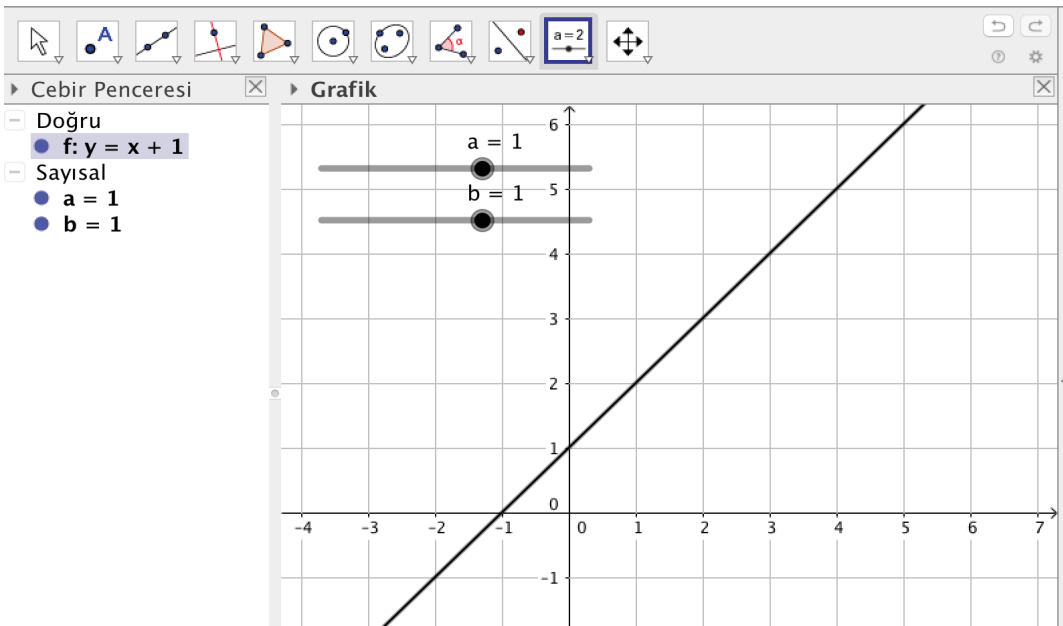 A
α
a = 2
Cebir Penceresi
Grafik
Doğru
f: y = x + 1
Sayısal
a = 1
b = 1
a = 1
b = 1
6
5
4
3
2
1
0
-4 -3 -2 -1 0 1 2 3 4 5 6 7
-1